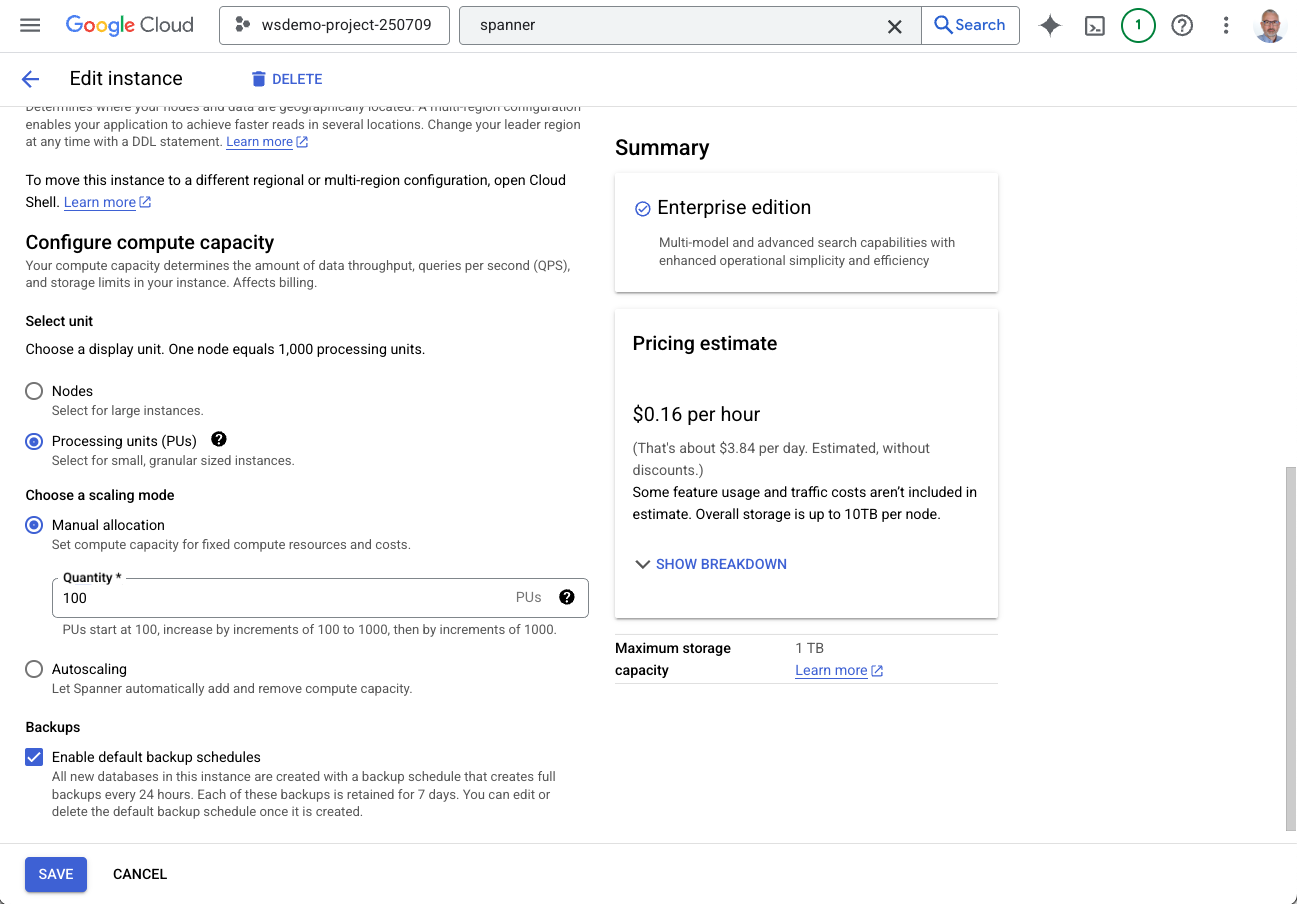 Google Cloud
wsdemo-project-250709
spanner
Search
1
Edit instance
DELETE
Determines where your nodes and data are geographically located. A multi-region configuration
enables your application to achieve faster reads in several locations. Change your leader region
at any time with a DDL statement. Learn more
To move this instance to a different regional or multi-region configuration, open Cloud
Shell. Learn more
Configure compute capacity
Your compute capacity determines the amount of data throughput, queries per second (QPS),
and storage limits in your instance. Affects billing.
Select unit
Choose a display unit. One node equals 1,000 processing units.
Nodes
Select for large instances.
Processing units (PUs)
Select for small, granular sized instances.
Choose a scaling mode
Manual allocation
Set compute capacity for fixed compute resources and costs.
Quantity *
100
PUs
PUs start at 100, increase by increments of 100 to 1000, then by increments of 1000.
Autoscaling
Let Spanner automatically add and remove compute capacity.
Backups
Enable default backup schedules
All new databases in this instance are created with a backup schedule that creates full
backups every 24 hours. Each of these backups is retained for 7 days. You can edit or
delete the default backup schedule once it is created.
SAVE
CANCEL
Summary
Enterprise edition
Multi-model and advanced search capabilities with
enhanced operational simplicity and efficiency
Pricing estimate
$0.16 per hour
(That's about $3.84 per day. Estimated, without
discounts.)
Some feature usage and traffic costs aren’t included in
estimate. Overall storage is up to 10TB per node.
SHOW BREAKDOWN
Maximum storage
capacity
1 TB
Learn more